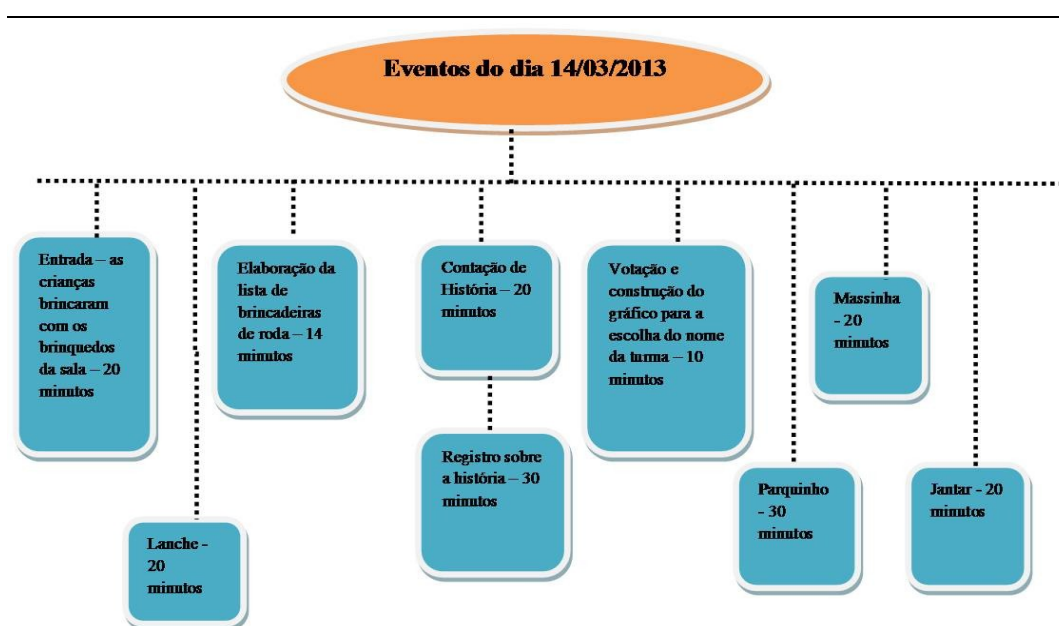 Eventos do dia 14/03/2013
Entrada – as
crianças
brincaram
com os
brinquedos
da sala – 20
minutos
Lanche -
20
minutos
Elaboração da
lista de
brincadeiras
de roda – 14
minutos
Contação de
História – 20
minutos
Registro sobre
a história – 30
minutos
Votação e
construção do
gráfico para a
escolha do nome
da turma – 10
minutos
Parquinho
- 30
minutos
Massinha
- 20
minutos
Jantar - 20
minutos